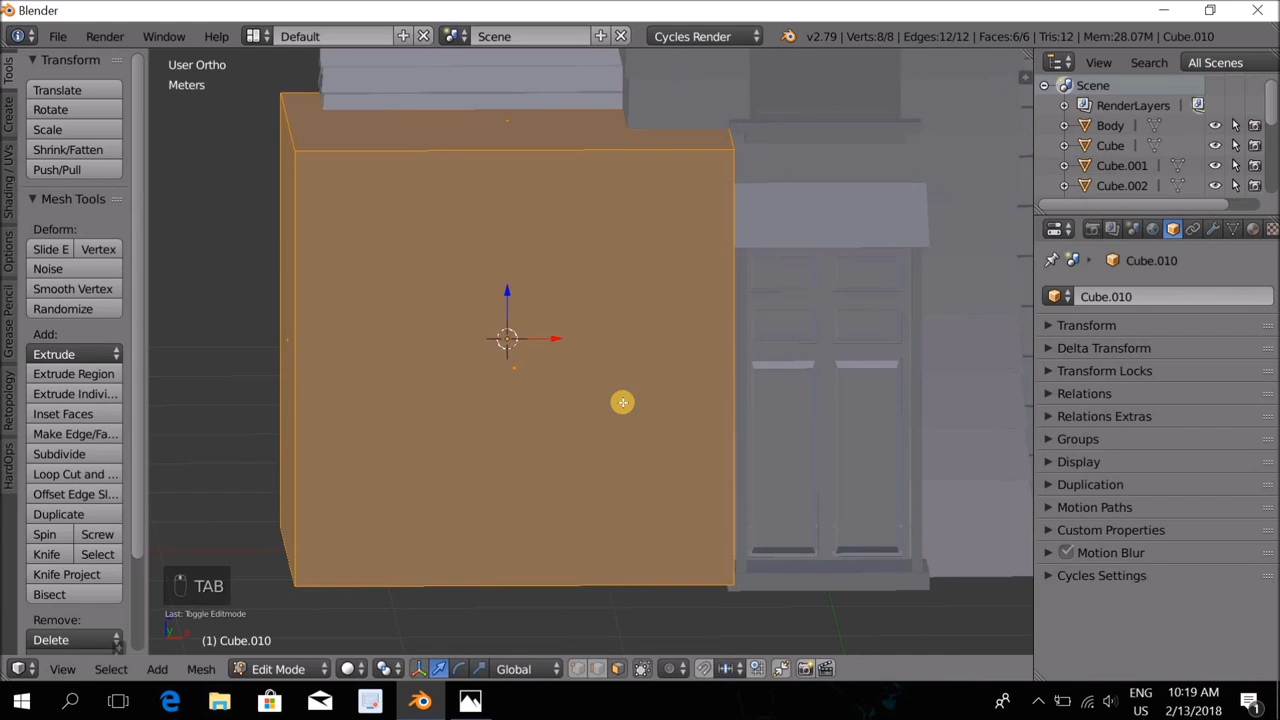 Blender
File Render Window Help Default Scene Cycles Render v2.79 | Verts:8/8 | Edges:12/12 | Faces:6/6 | Tris:12 | Mem:28.07M | Cube.010
Tools
Create
Shading / UVs
Options
Grease Pencil
Retopology
HardOps
Transform
Translate
Rotate
Scale
Shrink/Fatten
Push/Pull
Mesh Tools
Deform:
Slide E Vertex
Noise
Smooth Vertex
Randomize
Add:
Extrude
Extrude Region
Extrude Indivi...
Inset Faces
Make Edge/Fa...
Subdivide
Loop Cut and ...
Offset Edge Sl...
Duplicate
Spin Screw
Knife Select
Knife Project
Bisect
Remove:
Delete
User Ortho
Meters
TAB
Last: Toggle Editmode
y x
(1) Cube.010
View Search All Scenes
Scene
RenderLayers
Body
Cube
Cube.001
Cube.002
Cube.010
Cube.010
Transform
Delta Transform
Transform Locks
Relations
Relations Extras
Groups
Display
Duplication
Motion Paths
Custom Properties
Motion Blur
Cycles Settings
View Select Add Mesh Edit Mode Global
ENG 10:19 AM
US 2/13/2018
1